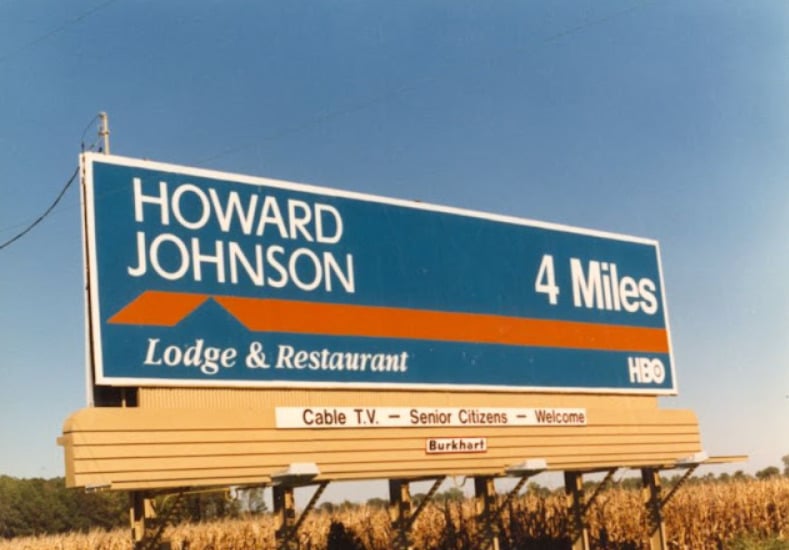 HOWARD
JOHNSON
4 Miles
Lodge & Restaurant
HBO
Cable T.V. – Senior Citizens – Welcome
Burkhart